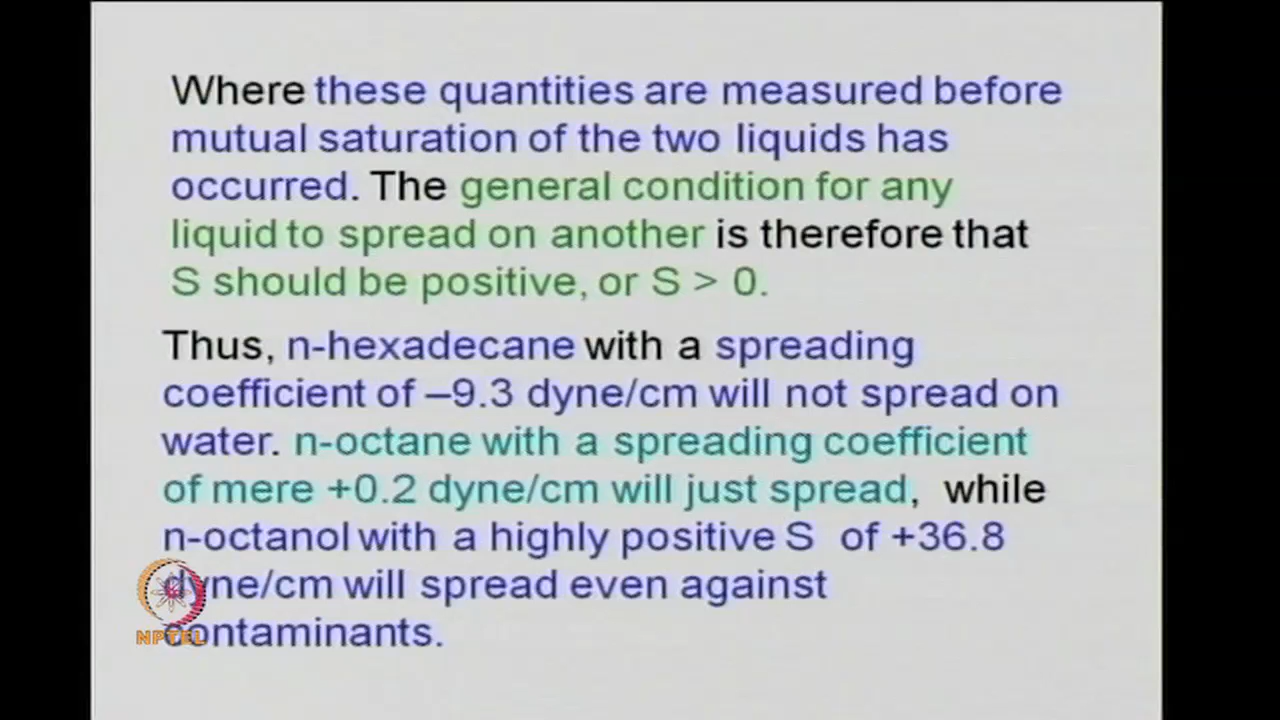 Where these quantities are measured before
mutual saturation of the two liquids has
occurred. The general condition for any
liquid to spread on another is therefore that
S should be positive, or S > 0.
Thus, n-hexadecane with a spreading
coefficient of –9.3 dyne/cm will not spread on
water. n-octane with a spreading coefficient
of mere +0.2 dyne/cm will just spread, while
n-octanol with a highly positive S of +36.8
dyne/cm will spread even against
contaminants.
NPTEL